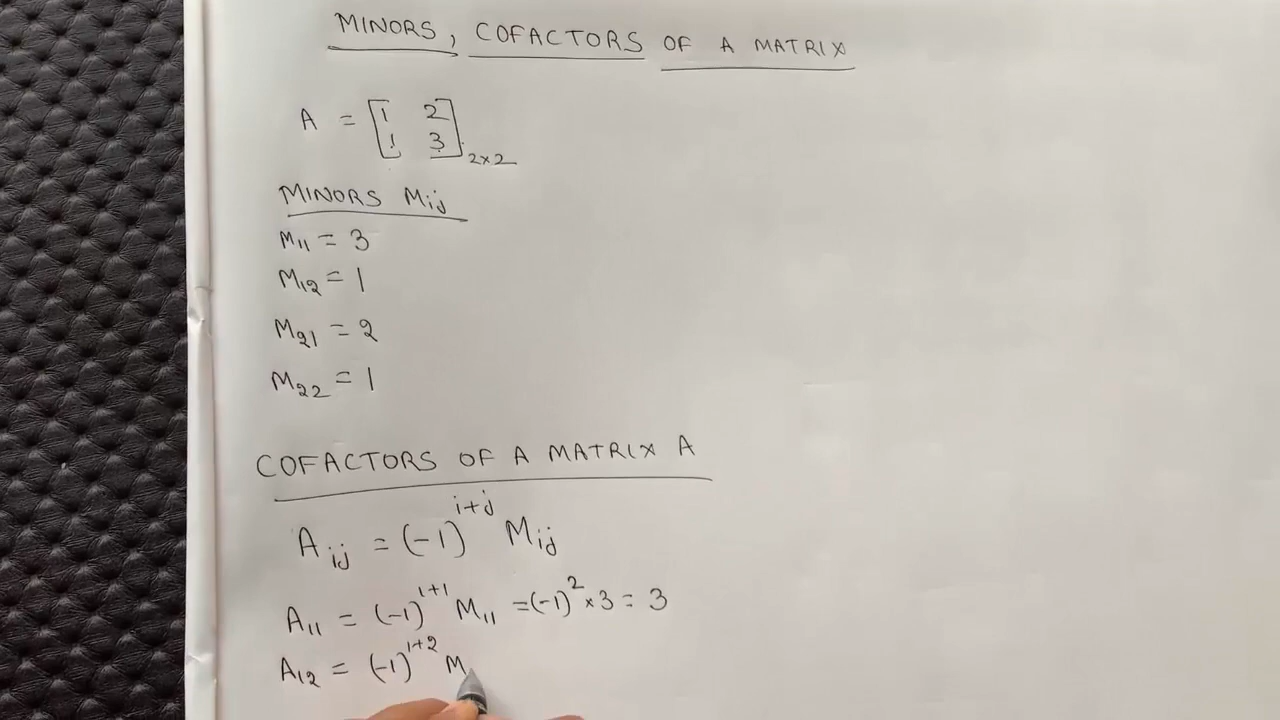 MINORS, COFACTORS OF A MATRIX
A = [1 2
1 3]2×2
MINORS Mij
M11 = 3
M12 = 1
M21 = 2
M22 = 1
COFACTORS OF A MATRIX A
Aij = (-1)^i+j Mij
A11 = (-1)^1+1 M11 = (-1)^2 × 3 = 3
A12 = (-1)^1+2 M